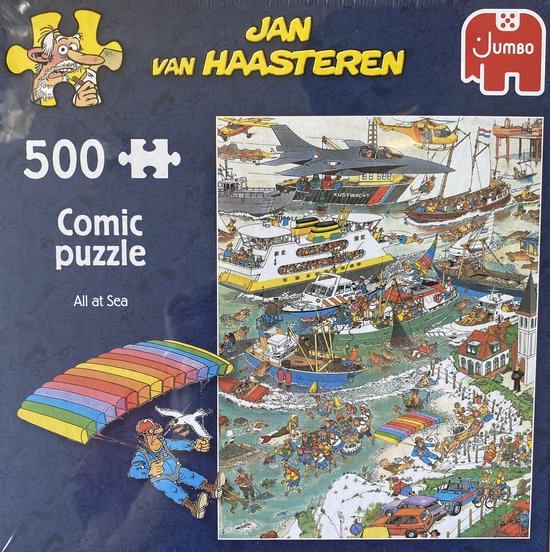 JAN
VAN HAASTEREN
Jumbo
500
Comic
puzzle
All at Sea
KUSTWACHT